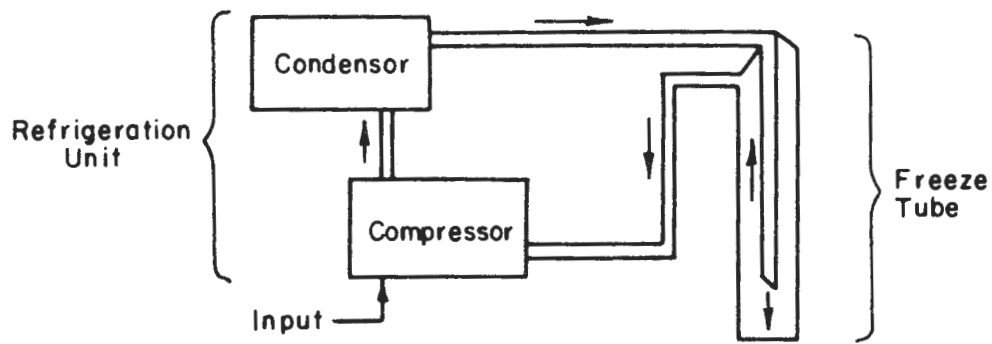 Condensor
Refrigeration
Unit
Freeze
Tube
Compressor
Input